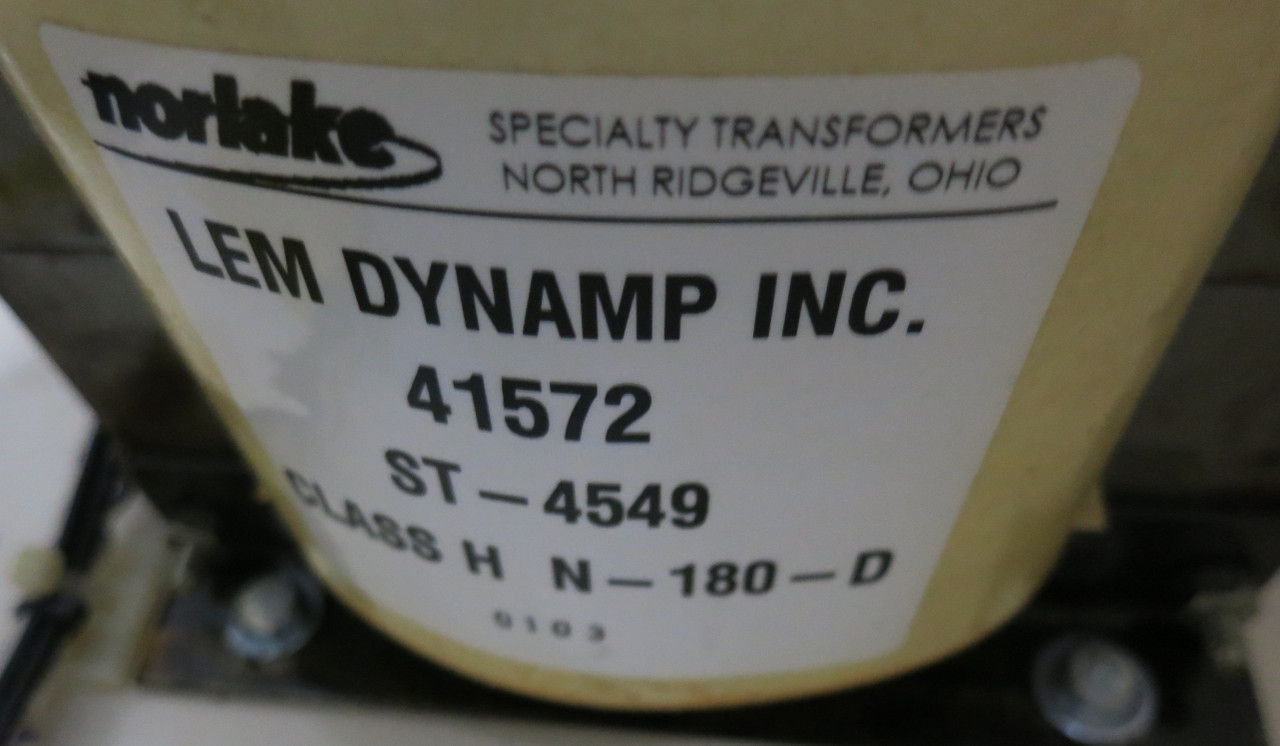 norlake
SPECIALTY TRANSFORMERS
NORTH RIDGEVILLE, OHIO
LEM DYNAMP INC.
41572
ST-4549
CLASS H N-180-D
0103